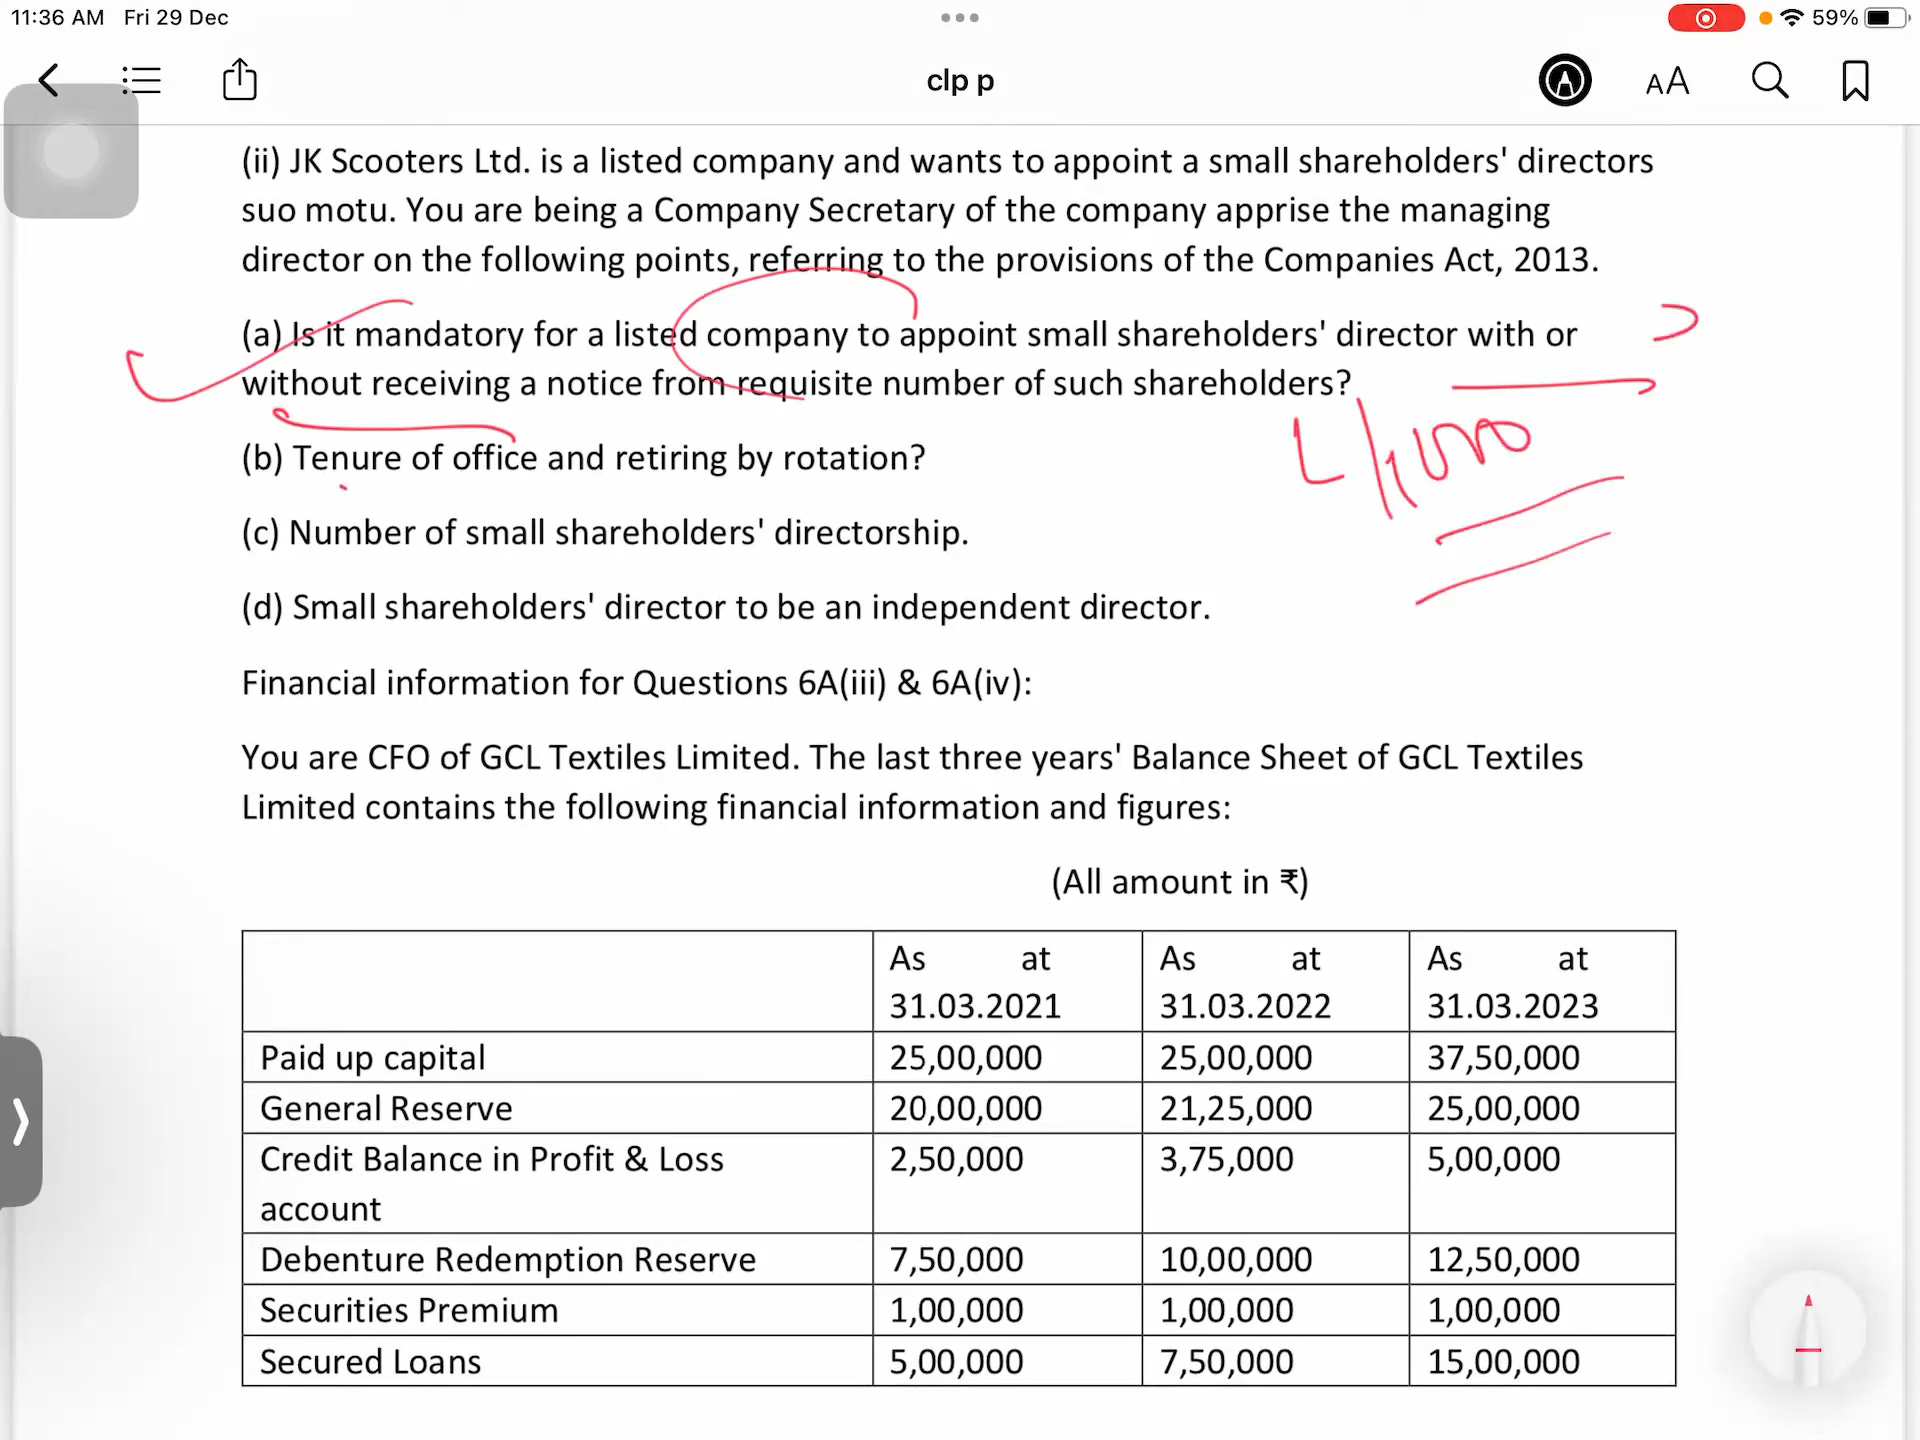 11:36 AM Fri 29 Dec
59%
clp p
AA
(ii) JK Scooters Ltd. is a listed company and wants to appoint a small shareholders' directors
suo motu. You are being a Company Secretary of the company apprise the managing
director on the following points, referring to the provisions of the Companies Act, 2013.
(a) Is it mandatory for a listed company to appoint small shareholders' director with or
without receiving a notice from requisite number of such shareholders?
(b) Tenure of office and retiring by rotation?
(c) Number of small shareholders' directorship.
(d) Small shareholders' director to be an independent director.
Financial information for Questions 6A(iii) & 6A(iv):
You are CFO of GCL Textiles Limited. The last three years' Balance Sheet of GCL Textiles
Limited contains the following financial information and figures:
(All amount in ₹)
As at As at As at
31.03.2021 31.03.2022 31.03.2023
Paid up capital 25,00,000 25,00,000 37,50,000
General Reserve 20,00,000 21,25,000 25,00,000
Credit Balance in Profit & Loss 2,50,000 3,75,000 5,00,000
account
Debenture Redemption Reserve 7,50,000 10,00,000 12,50,000
Securities Premium 1,00,000 1,00,000 1,00,000
Secured Loans 5,00,000 7,50,000 15,00,000